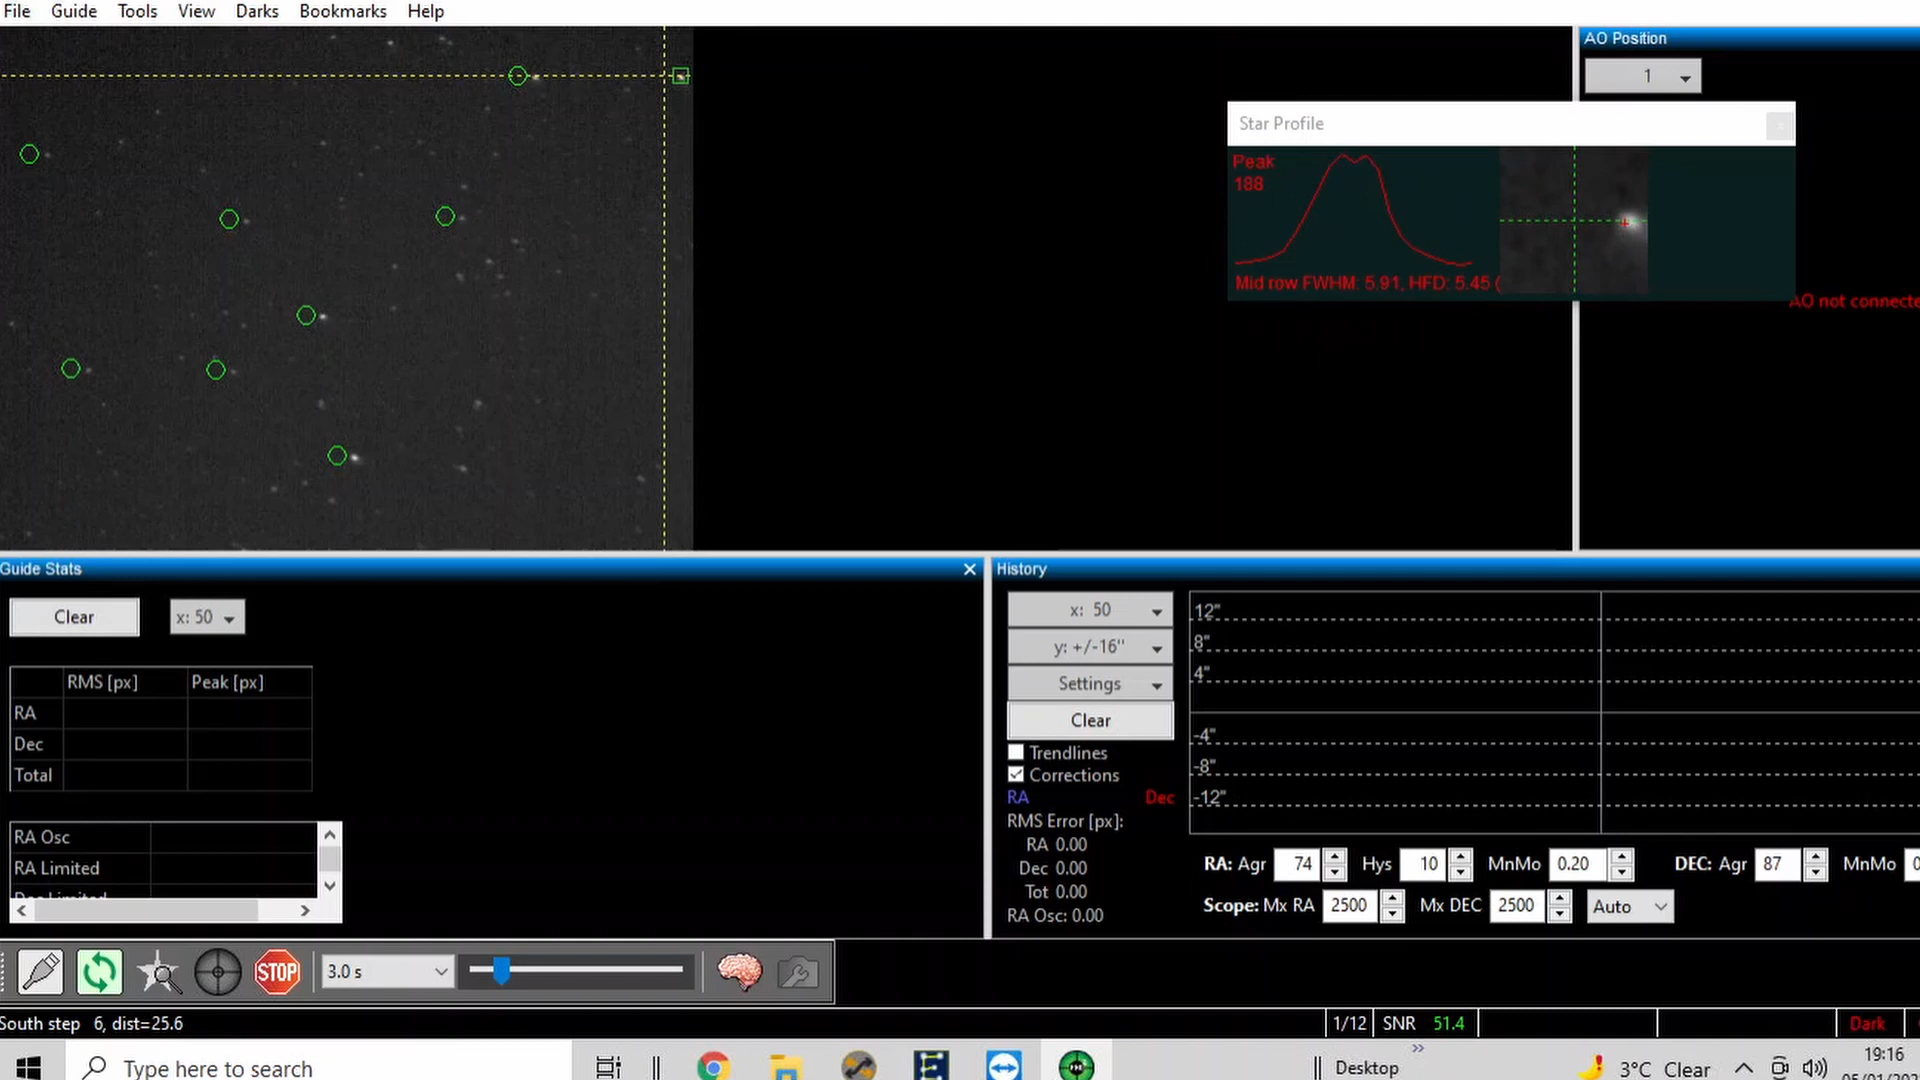 File Guide Tools View Darks Bookmarks Help
AO Position
1
Star Profile
Peak
188
Mid row FWHM: 5.91, HFD: 5.45 (
AO not connecte
Guide Stats
Clear x: 50
RMS [px] Peak [px]
RA
Dec
Total
RA Osc
RA Limited
Dec Limited
History
x: 50
y: +/-16"
Settings
Clear
Trendlines
Corrections
RA Dec
RMS Error [px]:
RA 0.00
Dec 0.00
Tot 0.00
RA Osc: 0.00
12"
8"
4"
-4"
-8"
-12"
RA: Agr 74 Hys 10 MnMo 0.20 DEC: Agr 87 MnMo 0
Scope: Mx RA 2500 Mx DEC 2500 Auto
STOP 3.0 s
South step 6, dist=25.6
1/12 SNR 51.4 Dark
Type here to search
Desktop
3°C Clear
19:16